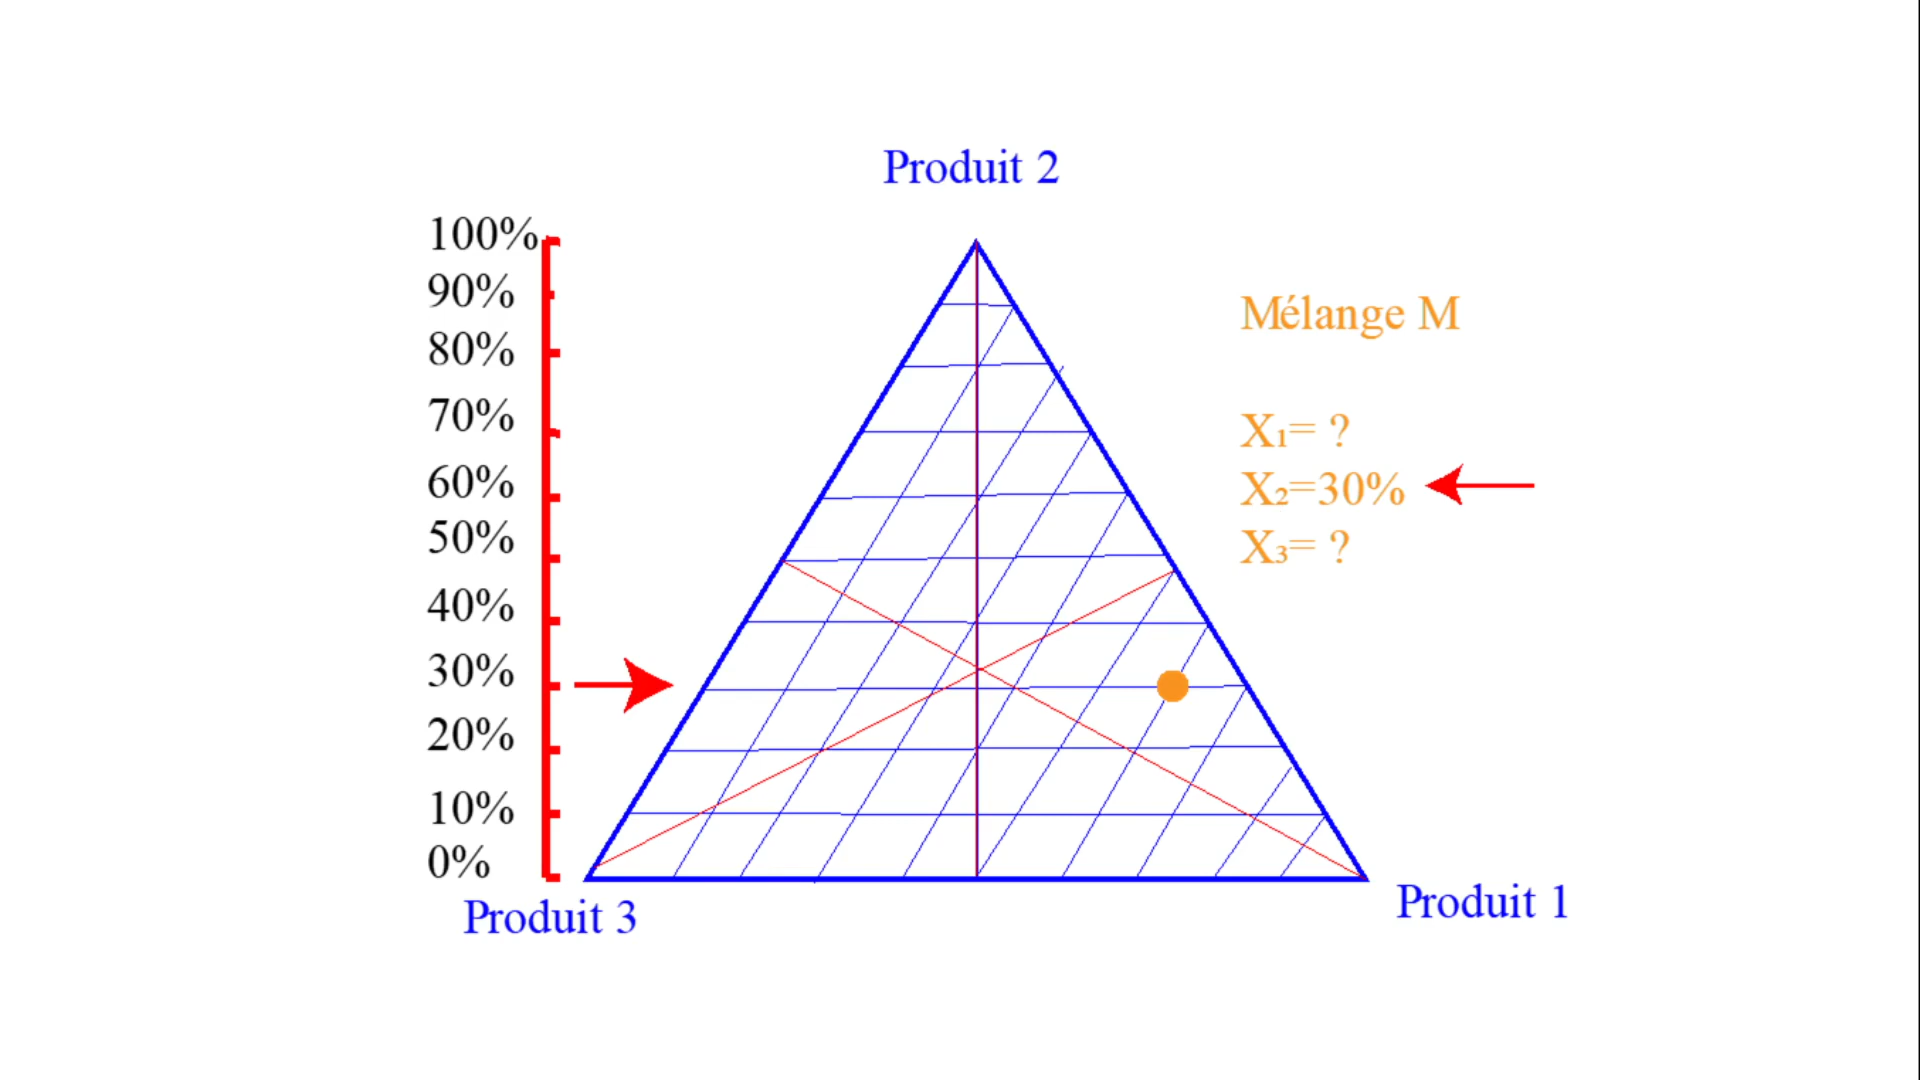 Produit 2
100%
90%
80%
70%
60%
50%
40%
30%
20%
10%
0%
Mélange M
X₁= ?
X₂=30%
X₃= ?
Produit 3
Produit 1